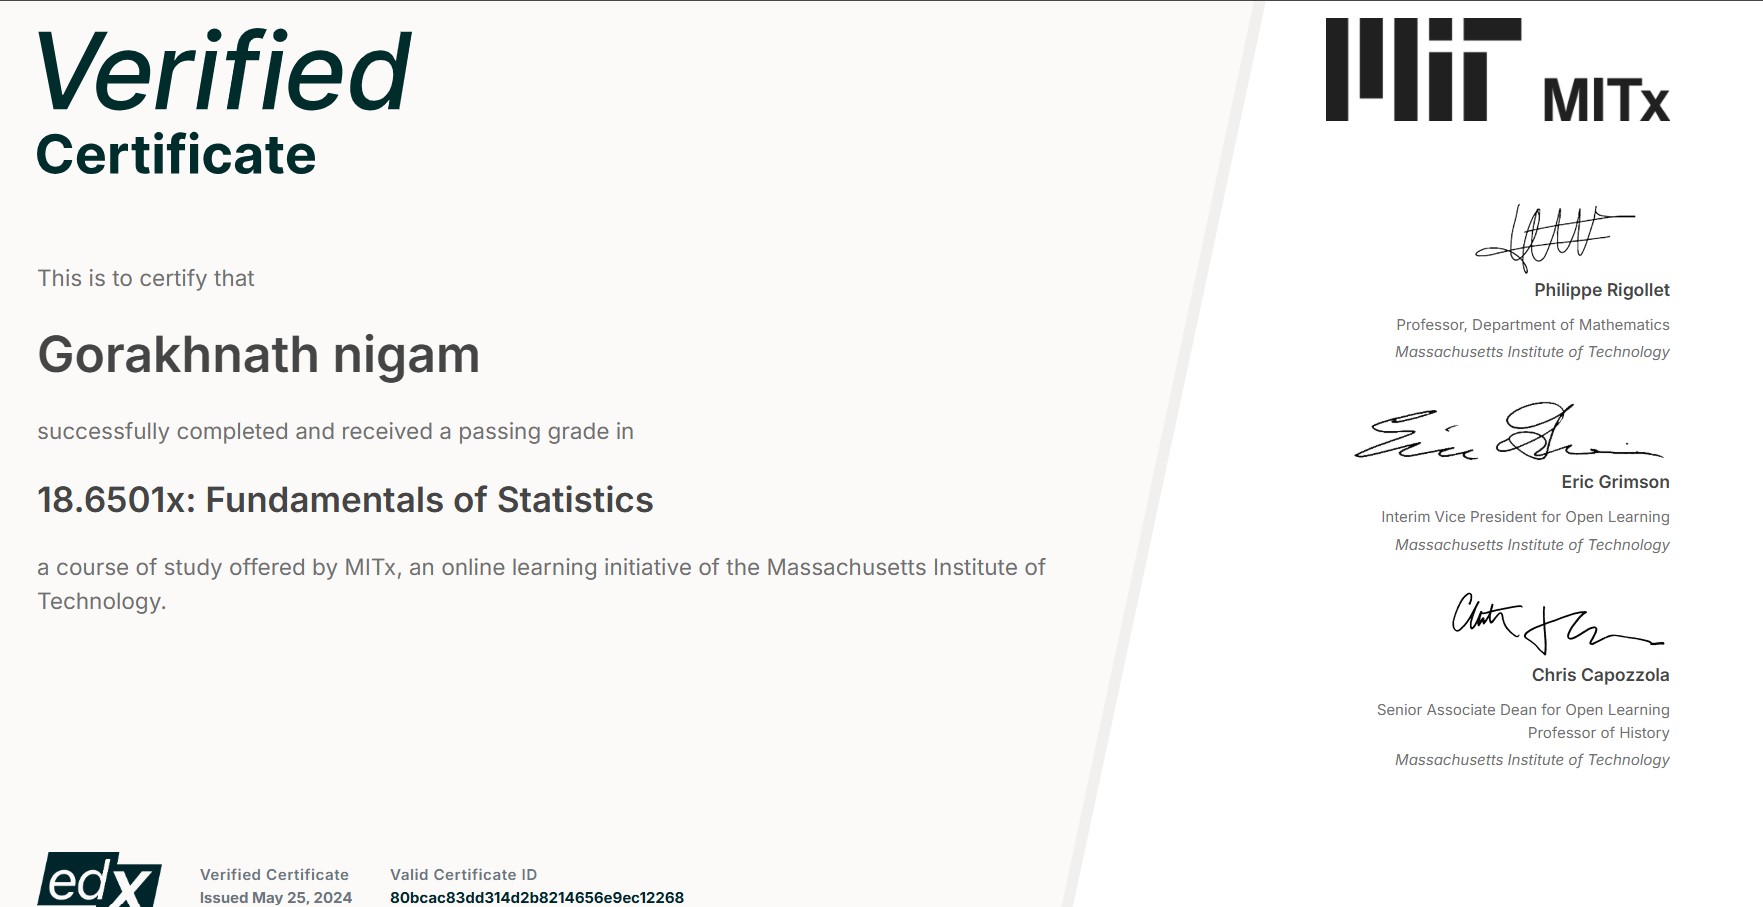 Verified
Certificate
This is to certify that
Gorakhnath nigam
successfully completed and received a passing grade in
18.6501x: Fundamentals of Statistics
a course of study offered by MITx, an online learning initiative of the Massachusetts Institute of
Technology.
edX
Verified Certificate
Issued May 25, 2024
Valid Certificate ID
80bcac83dd314d2b8214656e9ec12268
MIT MITx
Philippe Rigollet
Professor, Department of Mathematics
Massachusetts Institute of Technology
Eric Grimson
Eric Grimson
Interim Vice President for Open Learning
Massachusetts Institute of Technology
Chris Capozzola
Senior Associate Dean for Open Learning
Professor of History
Massachusetts Institute of Technology